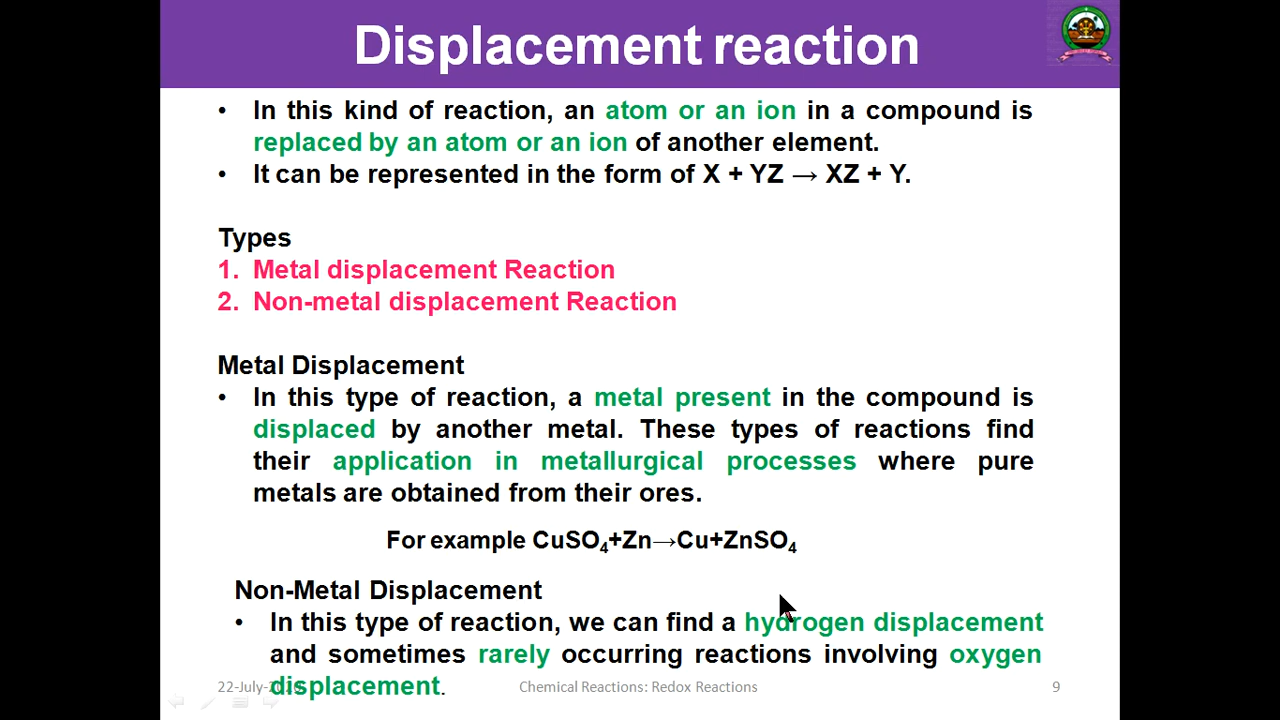 Displacement reaction
• In this kind of reaction, an atom or an ion in a compound is
replaced by an atom or an ion of another element.
• It can be represented in the form of X + YZ → XZ + Y.
Types
1. Metal displacement Reaction
2. Non-metal displacement Reaction
Metal Displacement
• In this type of reaction, a metal present in the compound is
displaced by another metal. These types of reactions find
their application in metallurgical processes where pure
metals are obtained from their ores.
For example CuSO₄+Zn→Cu+ZnSO₄
Non-Metal Displacement
• In this type of reaction, we can find a hydrogen displacement
and sometimes rarely occurring reactions involving oxygen
displacement.
22-July- Chemical Reactions: Redox Reactions 9